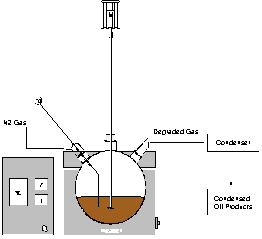 N2 Gas
Degraded Gas
Condenser
Condensed
Oil Products